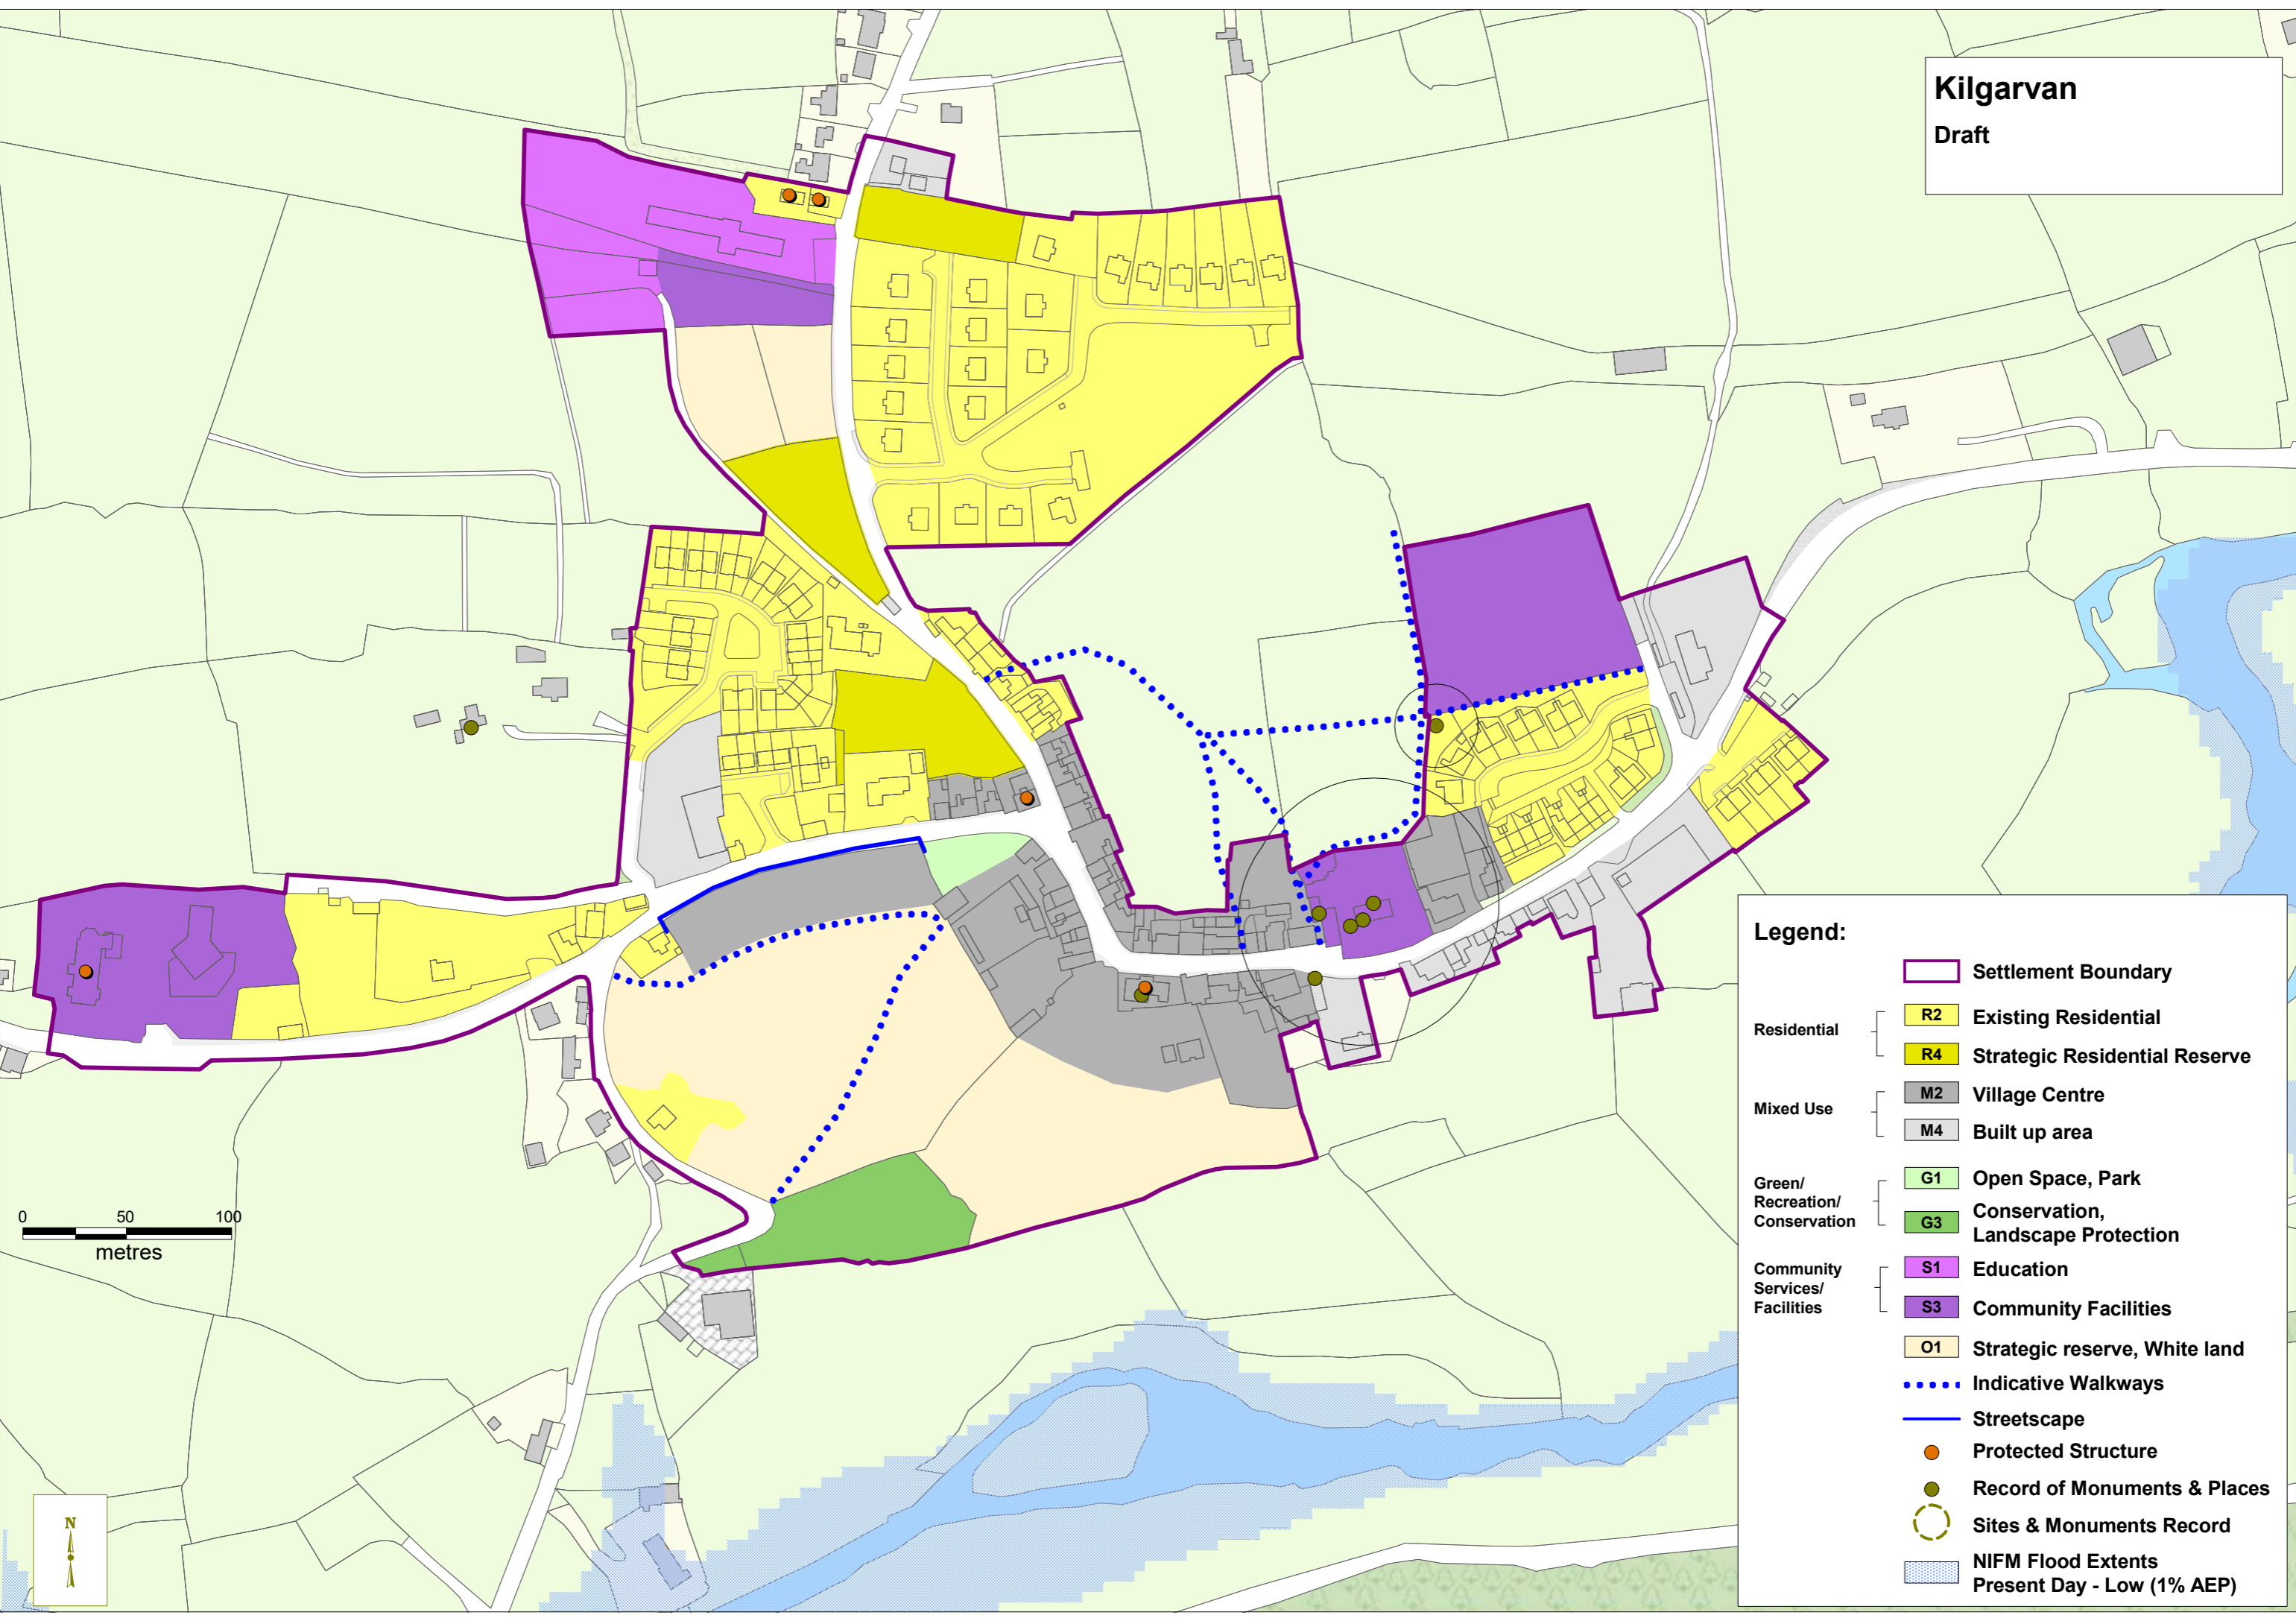 Kilgarvan
Draft
Legend:
Settlement Boundary
Residential
R2 Existing Residential
R4 Strategic Residential Reserve
Mixed Use
M2 Village Centre
M4 Built up area
Green/
Recreation/
Conservation
G1 Open Space, Park
G3 Conservation,
Landscape Protection
Community
Services/
Facilities
S1 Education
S3 Community Facilities
O1 Strategic reserve, White land
Indicative Walkways
Streetscape
Protected Structure
Record of Monuments & Places
Sites & Monuments Record
NIFM Flood Extents
Present Day - Low (1% AEP)
0 50 100
metres
N